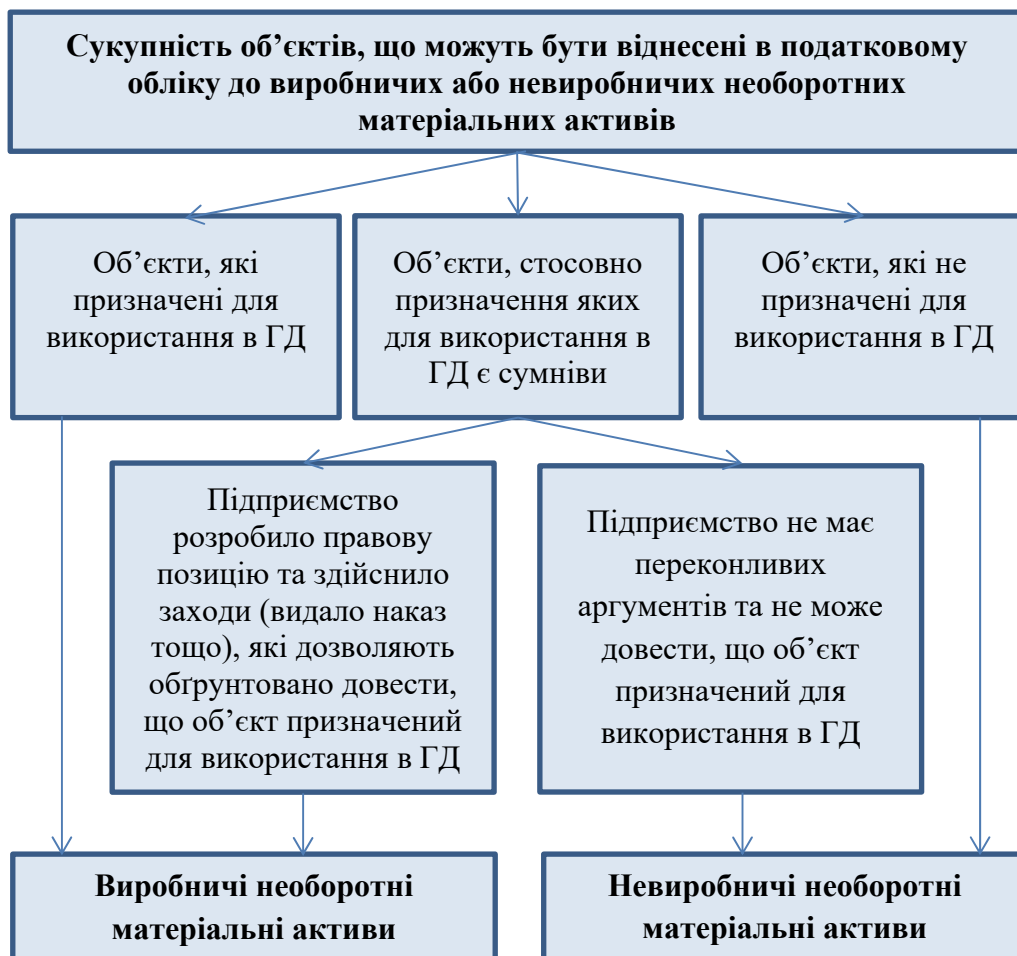 Сукупність об’єктів, що можуть бути віднесені в податковому
обліку до виробничих або невиробничих необоротних
матеріальних активів
Об’єкти, які
призначені для
використання в ГД
Об’єкти, стосовно
призначення яких
для використання в
ГД є сумніви
Об’єкти, які не
призначені для
використання в ГД
Підприємство
розробило правову
позицію та здійснило
заходи (видало наказ
тощо), які дозволяють
обґрунтовано довести,
що об’єкт призначений
для використання в ГД
Підприємство не має
переконливих
аргументів та не може
довести, що об’єкт
призначений для
використання в ГД
Виробничі необоротні
матеріальні активи
Невиробничі необоротні
матеріальні активи